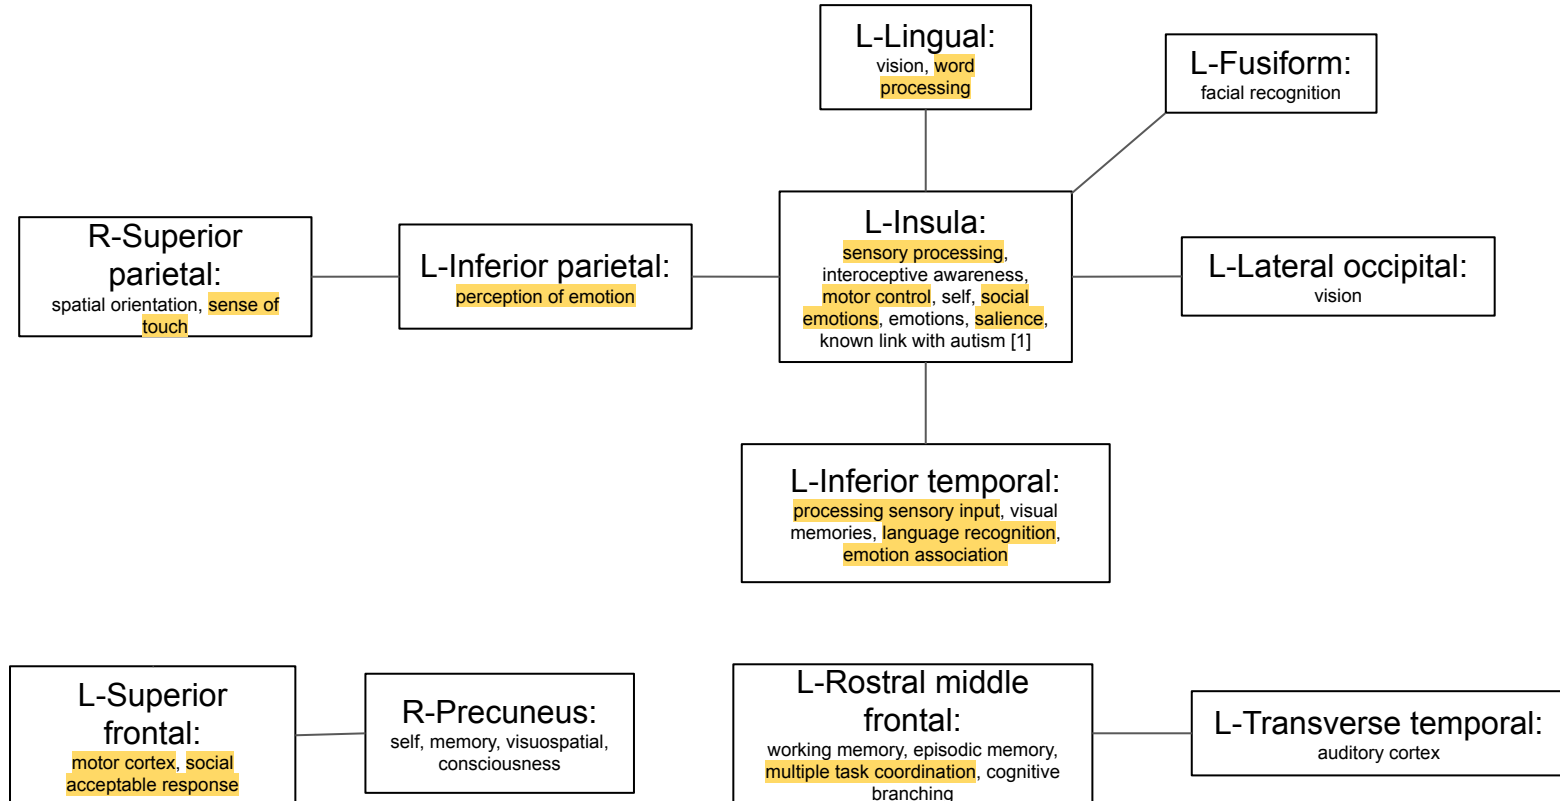 L-Lingual:
vision, word
processing
L-Fusiform:
facial recognition
R-Superior
parietal:
spatial orientation, sense of
touch
L-Inferior parietal:
perception of emotion
L-Insula:
sensory processing,
interoceptive awareness,
motor control, self, social
emotions, emotions, salience,
known link with autism [1]
L-Lateral occipital:
vision
L-Inferior temporal:
processing sensory input, visual
memories, language recognition,
emotion association
L-Superior
frontal:
motor cortex, social
acceptable response
R-Precuneus:
self, memory, visuospatial,
consciousness
L-Rostral middle
frontal:
working memory, episodic memory,
multiple task coordination, cognitive
branching
L-Transverse temporal:
auditory cortex